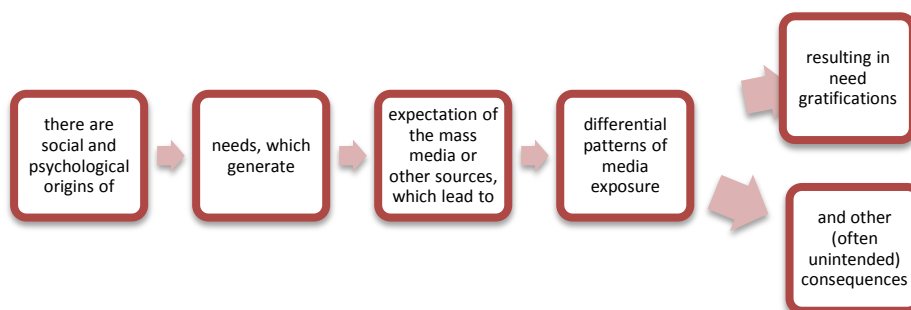 there are
social and
psychological
origins of
needs, which
generate
expectation of
the mass
media or
other sources,
which lead to
differential
patterns of
media
exposure
resulting in
need
gratifications
and other
(often
unintended)
consequences